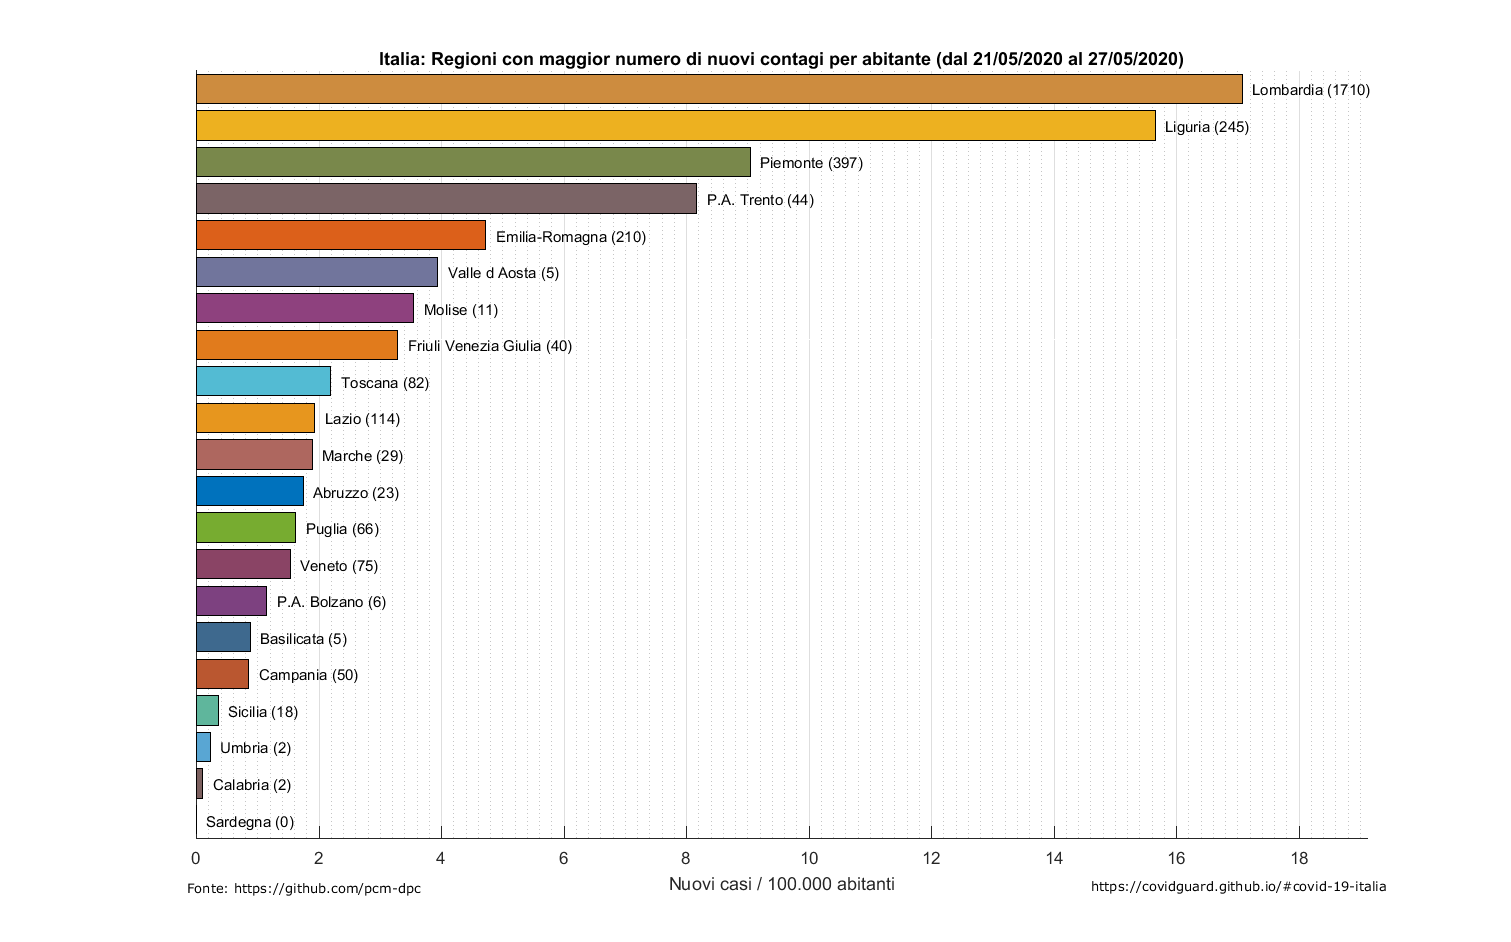 Italia: Regioni con maggior numero di nuovi contagi per abitante (dal 21/05/2020 al 27/05/2020)
Lombardia (1710)
Liguria (245)
Piemonte (397)
P.A. Trento (44)
Emilia-Romagna (210)
Valle d Aosta (5)
Molise (11)
Friuli Venezia Giulia (40)
Toscana (82)
Lazio (114)
Marche (29)
Abruzzo (23)
Puglia (66)
Veneto (75)
P.A. Bolzano (6)
Basilicata (5)
Campania (50)
Sicilia (18)
Umbria (2)
Calabria (2)
Sardegna (0)
0 2 4 6 8 10 12 14 16 18
Nuovi casi / 100.000 abitanti
Fonte: https://github.com/pcm-dpc
https://covidguard.github.io/#covid-19-italia